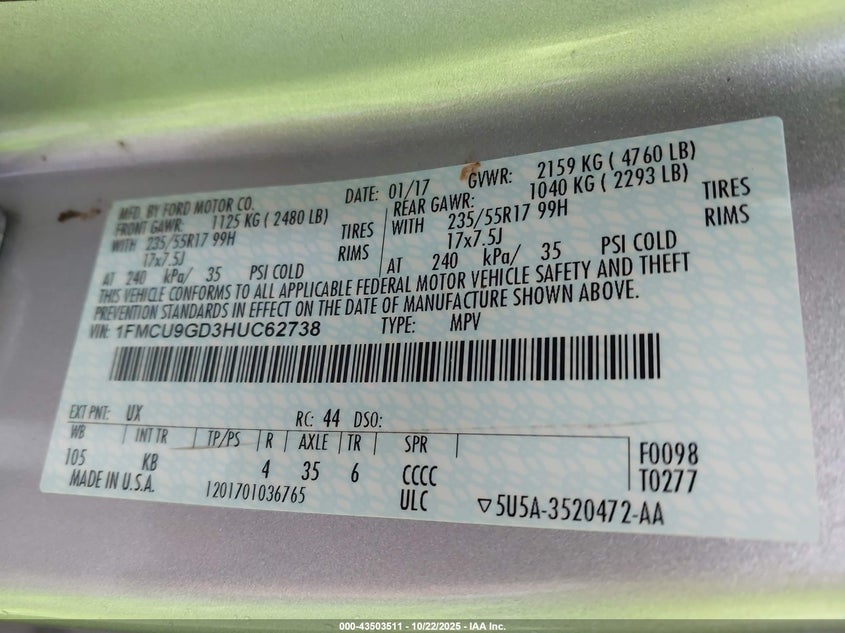 MFD. BY FORD MOTOR CO. DATE: 01/17 GVWR: 2159 KG ( 4760 LB)
FRONT GAWR: 1125 KG ( 2480 LB) REAR GAWR: 1040 KG ( 2293 LB)
WITH 235/55R17 99H TIRES WITH 235/55R17 99H TIRES
17x7.5J RIMS 17x7.5J RIMS
AT 240 kPa/ 35 PSI COLD AT 240 kPa/ 35 PSI COLD
THIS VEHICLE CONFORMS TO ALL APPLICABLE FEDERAL MOTOR VEHICLE SAFETY AND THEFT
PREVENTION STANDARDS IN EFFECT ON THE DATE OF MANUFACTURE SHOWN ABOVE.
VIN: 1FMCU9GD3HUC62738 TYPE: MPV
EXT PNT: UX RC: 44 DSO:
WB INT TR TP/PS R AXLE TR SPR F0098
105 KB 4 35 6 CCCC T0277
MADE IN U.S.A. 1201701036765 ULC ▽5U5A-3520472-AA
000-43503511 - 10/22/2025 - IAA Inc.